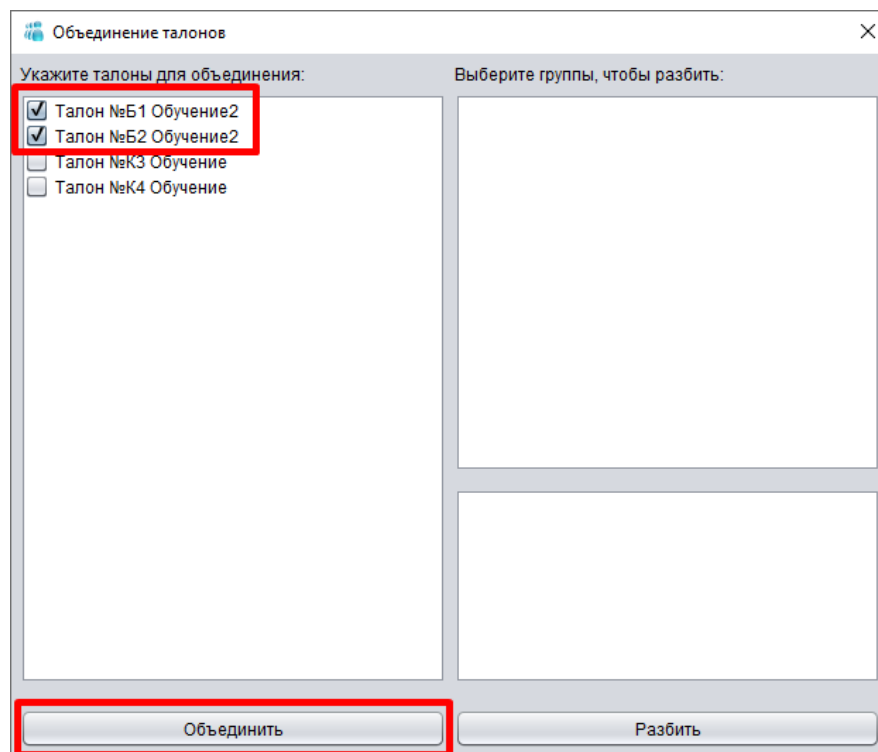 Объединение талонов
Укажите талоны для объединения:
Талон №Б1 Обучение2
Талон №Б2 Обучение2
Талон №К3 Обучение
Талон №К4 Обучение
Объединить
Выберите группы, чтобы разбить:
Разбить